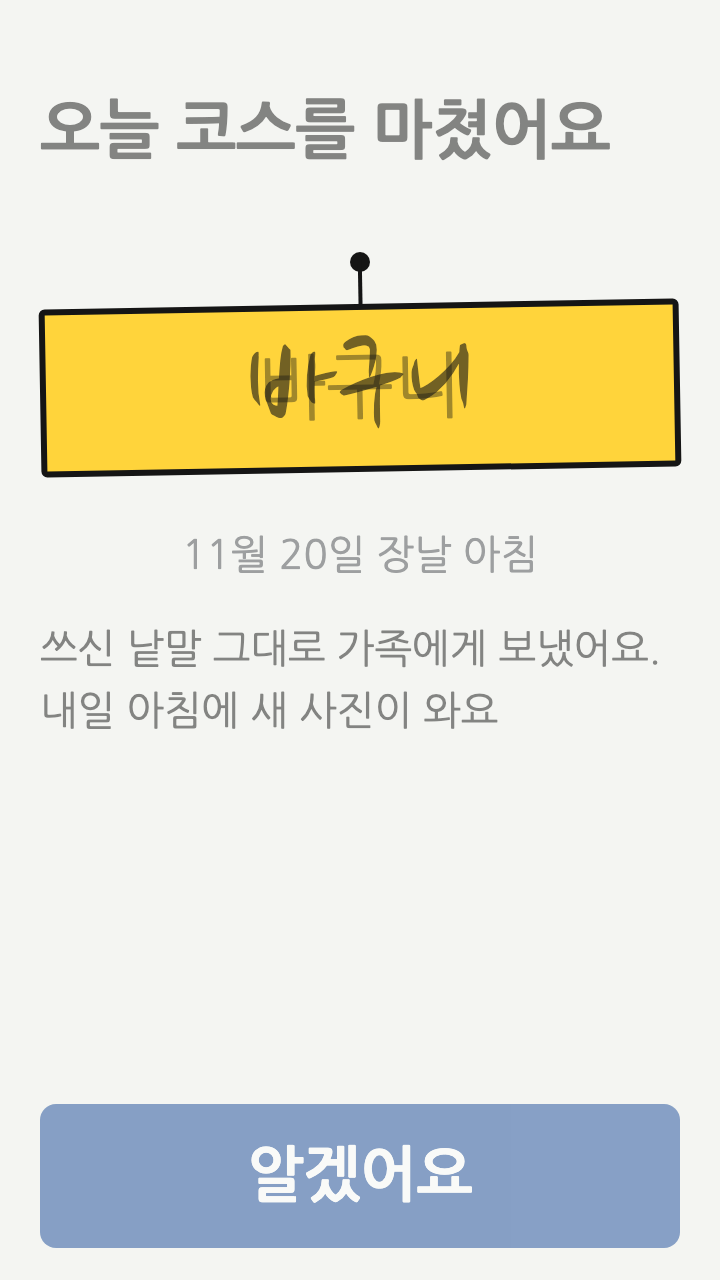 오늘 코스를 마쳤어요
바구니
11월 20일 장날 아침
쓰신 낱말 그대로 가족에게 보냈어요.
내일 아침에 새 사진이 와요
알겠어요